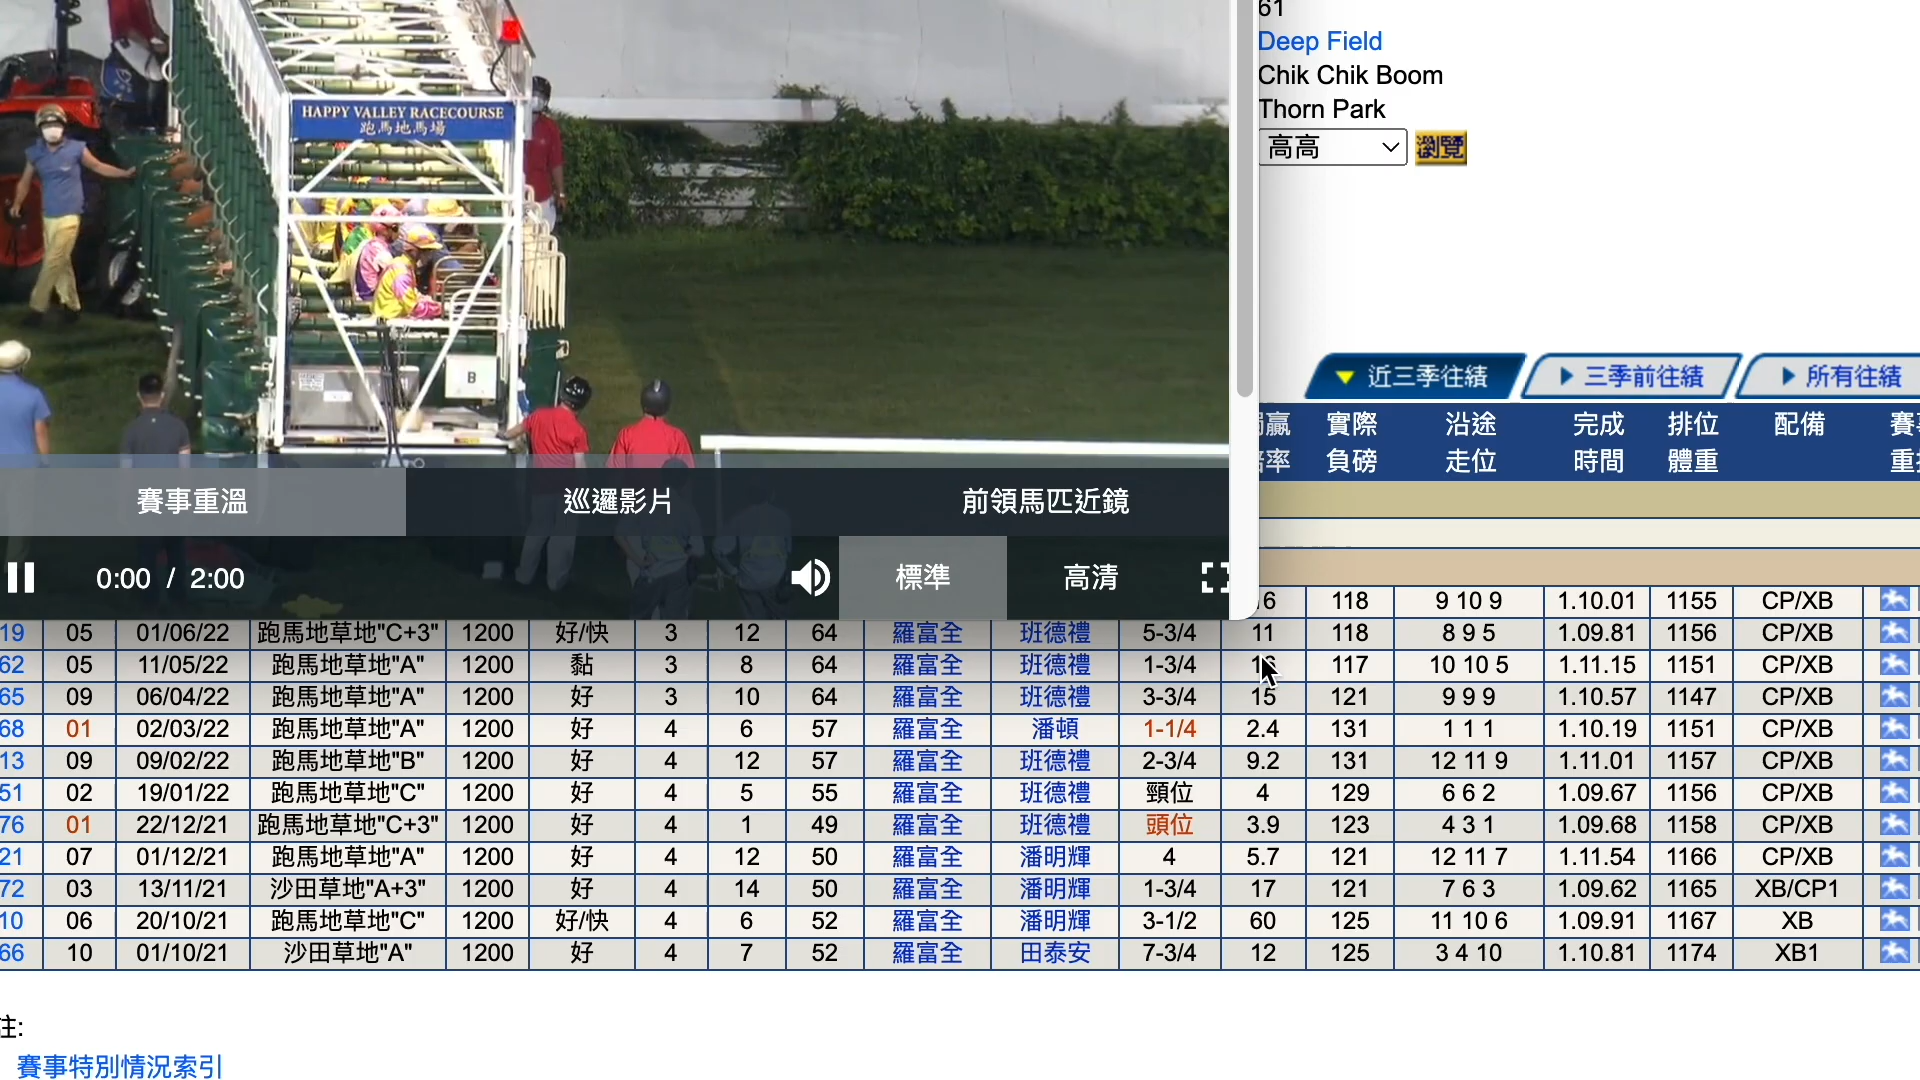 61
Deep Field
Chik Chik Boom
Thorn Park
高高 瀏覽
HAPPY VALLEY RACECOURSE
跑馬地馬場
B
近三季往績 三季前往績 所有往績
贏 實際 沿途 完成 排位 配備
率 負磅 走位 時間 體重
賽事重溫 巡邏影片 前領馬匹近鏡
0:00 / 2:00 標準 高清
6 118 9 10 9 1.10.01 1155 CP/XB
19 05 01/06/22 跑馬地草地"C+3" 1200 好/快 3 12 64 羅富全 班德禮 5-3/4 11 118 8 9 5 1.09.81 1156 CP/XB
62 05 11/05/22 跑馬地草地"A" 1200 黏 3 8 64 羅富全 班德禮 1-3/4 117 10 10 5 1.11.15 1151 CP/XB
65 09 06/04/22 跑馬地草地"A" 1200 好 3 10 64 羅富全 班德禮 3-3/4 15 121 9 9 9 1.10.57 1147 CP/XB
68 01 02/03/22 跑馬地草地"A" 1200 好 4 6 57 羅富全 潘頓 1-1/4 2.4 131 1 1 1 1.10.19 1151 CP/XB
13 09 09/02/22 跑馬地草地"B" 1200 好 4 12 57 羅富全 班德禮 2-3/4 9.2 131 12 11 9 1.11.01 1157 CP/XB
51 02 19/01/22 跑馬地草地"C" 1200 好 4 5 55 羅富全 班德禮 頸位 4 129 6 6 2 1.09.67 1156 CP/XB
76 01 22/12/21 跑馬地草地"C+3" 1200 好 4 1 49 羅富全 班德禮 頭位 3.9 123 4 3 1 1.09.68 1158 CP/XB
21 07 01/12/21 跑馬地草地"A" 1200 好 4 12 50 羅富全 潘明輝 4 5.7 121 12 11 7 1.11.54 1166 CP/XB
72 03 13/11/21 沙田草地"A+3" 1200 好 4 14 50 羅富全 潘明輝 1-3/4 17 121 7 6 3 1.09.62 1165 XB/CP1
10 06 20/10/21 跑馬地草地"C" 1200 好/快 4 6 52 羅富全 潘明輝 3-1/2 60 125 11 10 6 1.09.91 1167 XB
66 10 01/10/21 沙田草地"A" 1200 好 4 7 52 羅富全 田泰安 7-3/4 12 125 3 4 10 1.10.81 1174 XB1
註:
賽事特別情況索引